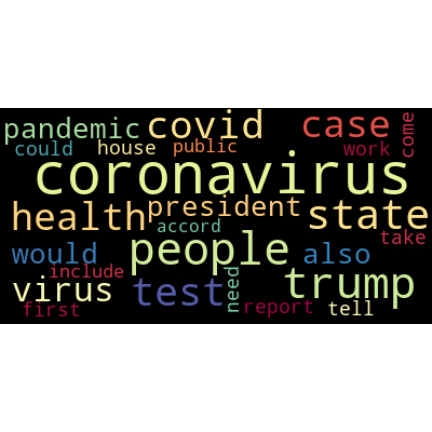 pandemic covid case come
could house public work
coronavirus
health president state
accord take
would people also
include
virus test need trump
first report tell